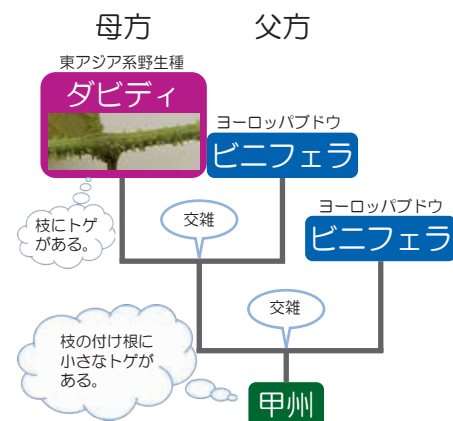 母方
父方
東アジア系野生種
ダビディ
ヨーロッパブドウ
ビニフェラ
ヨーロッパブドウ
ビニフェラ
枝にトゲ
がある。
交雑
交雑
枝の付け根に
小さなトゲが
ある。
甲州